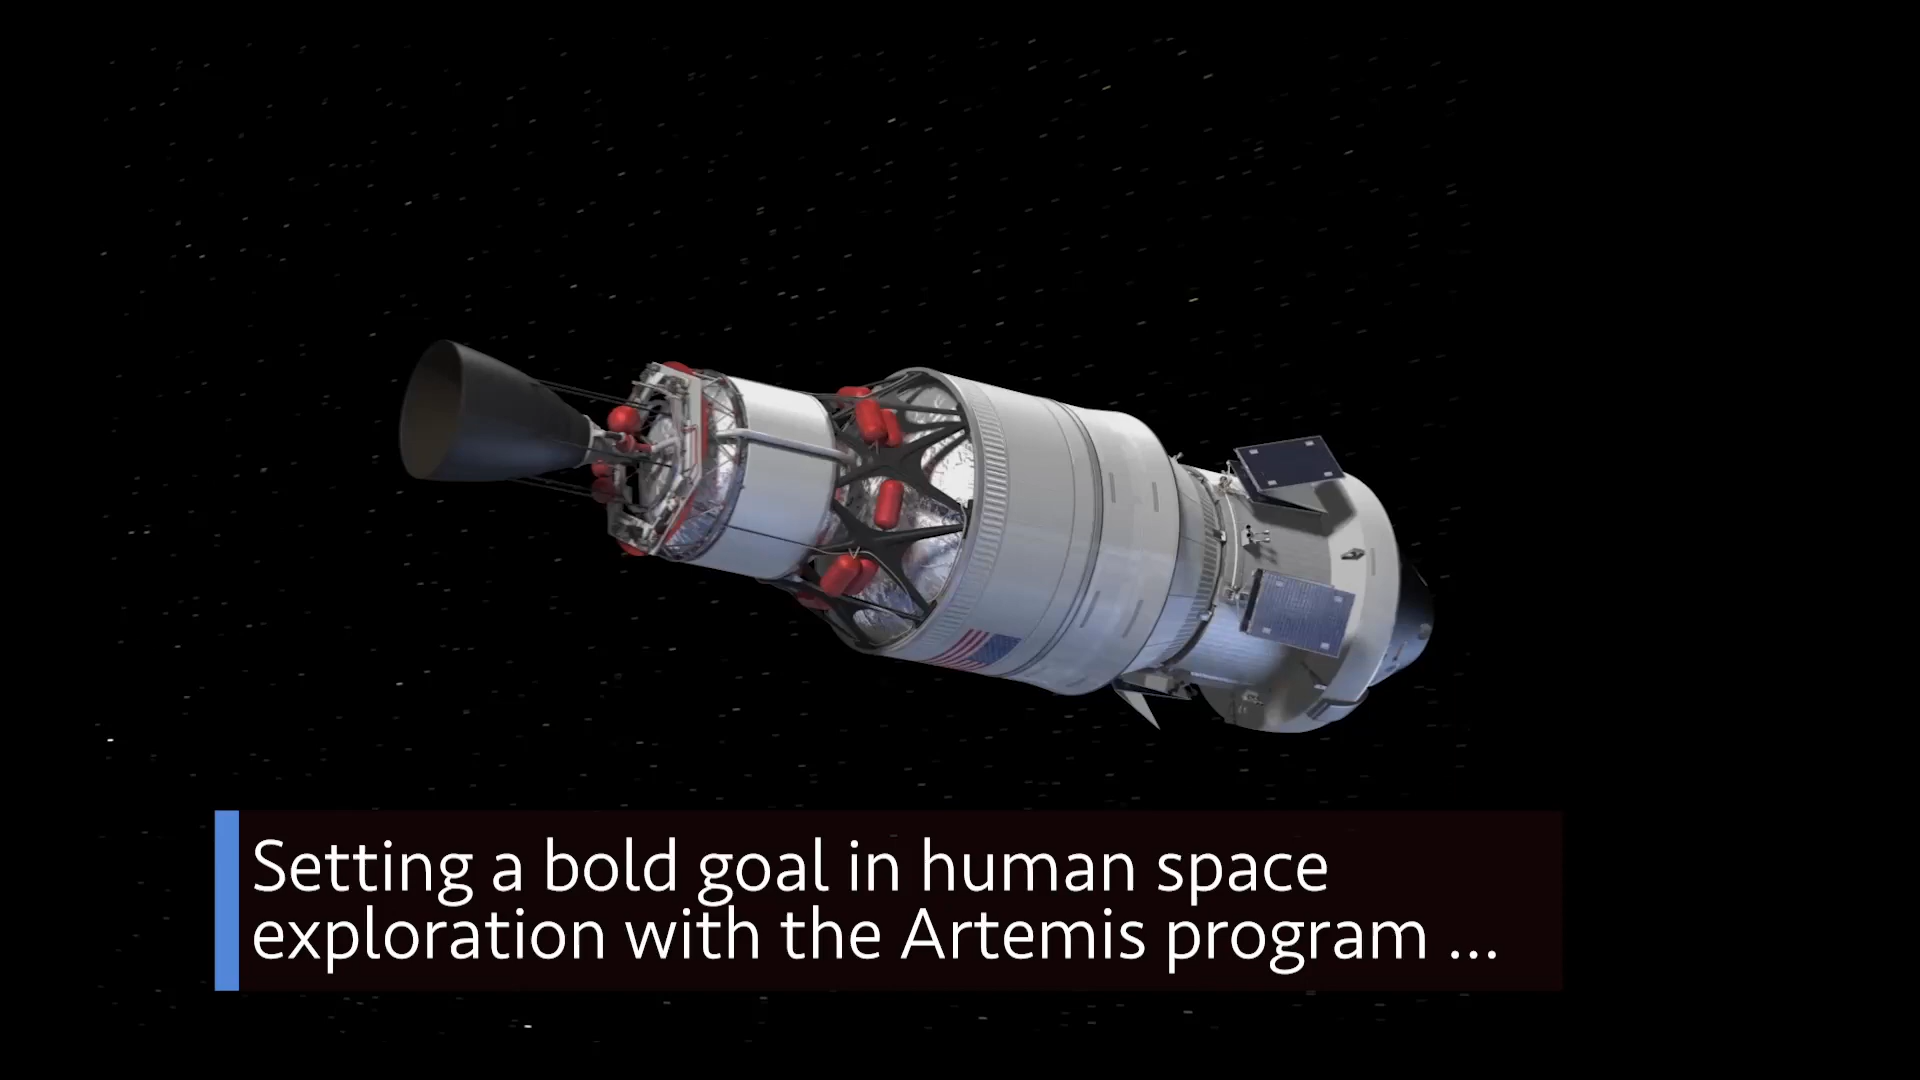 Setting a bold goal in human space
exploration with the Artemis program ...